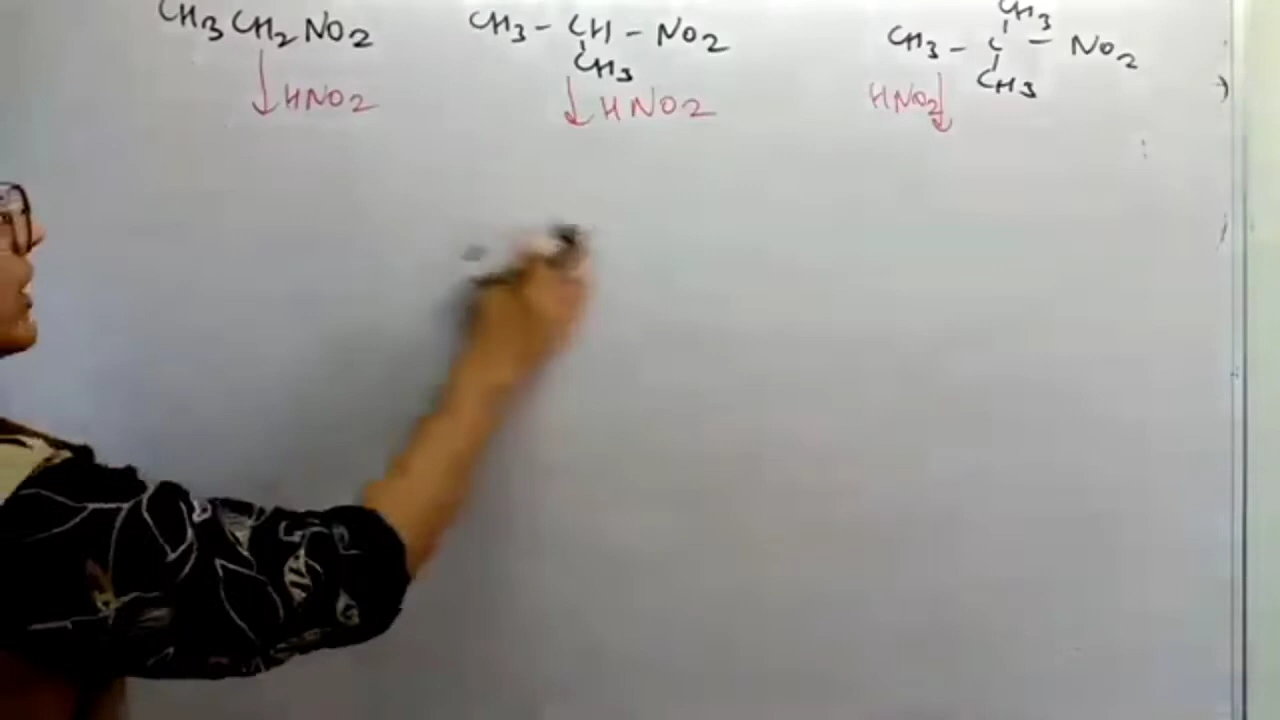 CH3CH2NO2
↓HNO2
CH3 - CH - NO2
CH3
↓HNO2
CH3
CH3 - C - NO2
CH3
HNO2↓